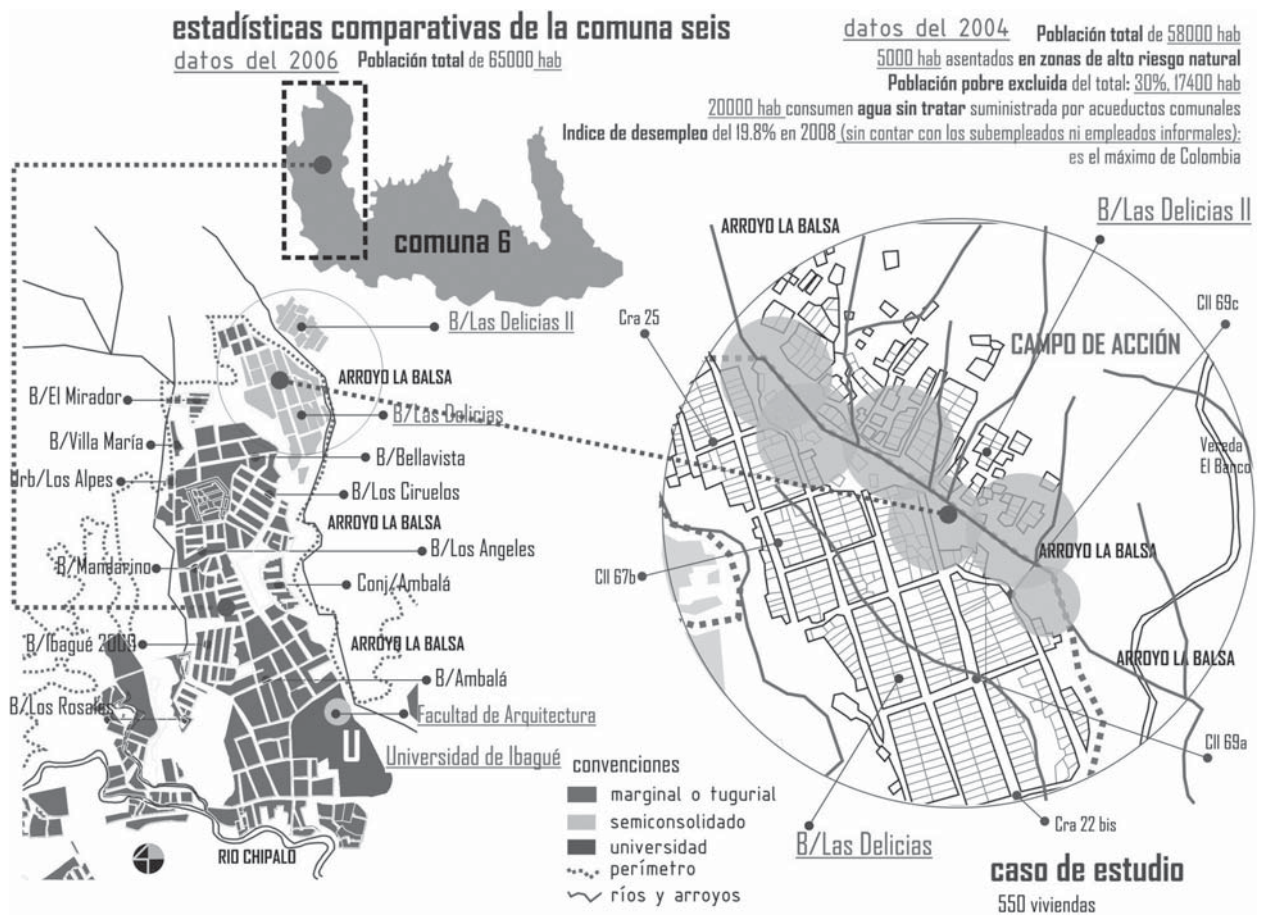 estadísticas comparativas de la comuna seis
datos del 2006 Población total de 65000 hab
datos del 2004 Población total de 58000 hab
5000 hab asentados en zonas de alto riesgo natural
Población pobre excluida del total: 30%, 17400 hab
20000 hab consumen agua sin tratar suministrada por acueductos comunales
Indice de desempleo del 19.8% en 2008 (sin contar con los subempleados ni empleados informales):
es el máximo de Colombia
comuna 6
B/Las Delicias II
ARROYO LA BALSA
B/El Mirador
B/Las Delicias
B/Villa María
B/Bellavista
Urb/Los Alpes
B/Los Ciruelos
ARROYO LA BALSA
B/Los Angeles
B/Mandarino
Conj/Ambalá
B/Ibagué 2000
ARROYO LA BALSA
B/Ambalá
B/Los Rosales
Facultad de Arquitectura
U
Universidad de Ibagué
RIO CHIPALO
convenciones
marginal o tugurial
semiconsolidado
universidad
perímetro
ríos y arroyos
B/Las Delicias II
ARROYO LA BALSA
Cll 69c
Cra 25
CAMPO DE ACCIÓN
Vereda
El Banco
ARROYO LA BALSA
Cll 67b
ARROYO LA BALSA
Cll 69a
Cra 22 bis
B/Las Delicias
caso de estudio
550 viviendas